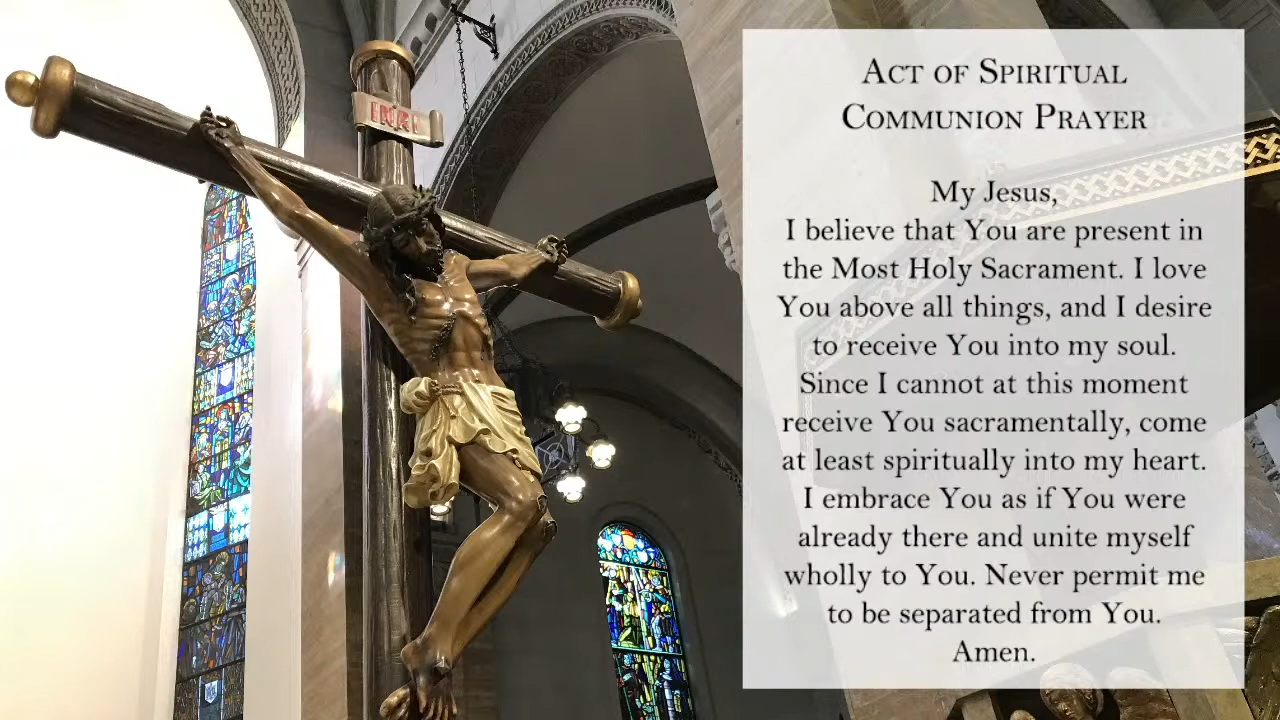 INRI
ACT OF SPIRITUAL
COMMUNION PRAYER
My Jesus,
I believe that You are present in
the Most Holy Sacrament. I love
You above all things, and I desire
to receive You into my soul.
Since I cannot at this moment
receive You sacramentally, come
at least spiritually into my heart.
I embrace You as if You were
already there and unite myself
wholly to You. Never permit me
to be separated from You.
Amen.